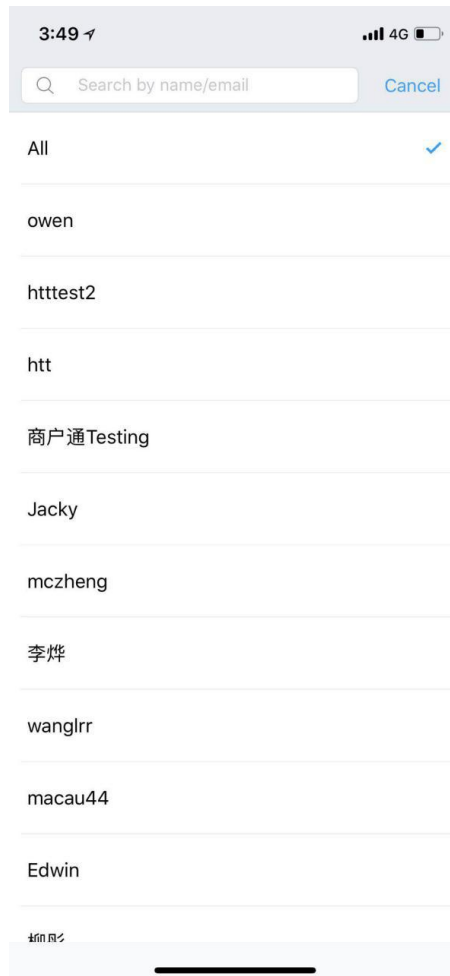 3:49
4G
Search by name/email
Cancel
All
owen
htttest2
htt
商户通Testing
Jacky
mczheng
李烨
wanglrr
macau44
Edwin